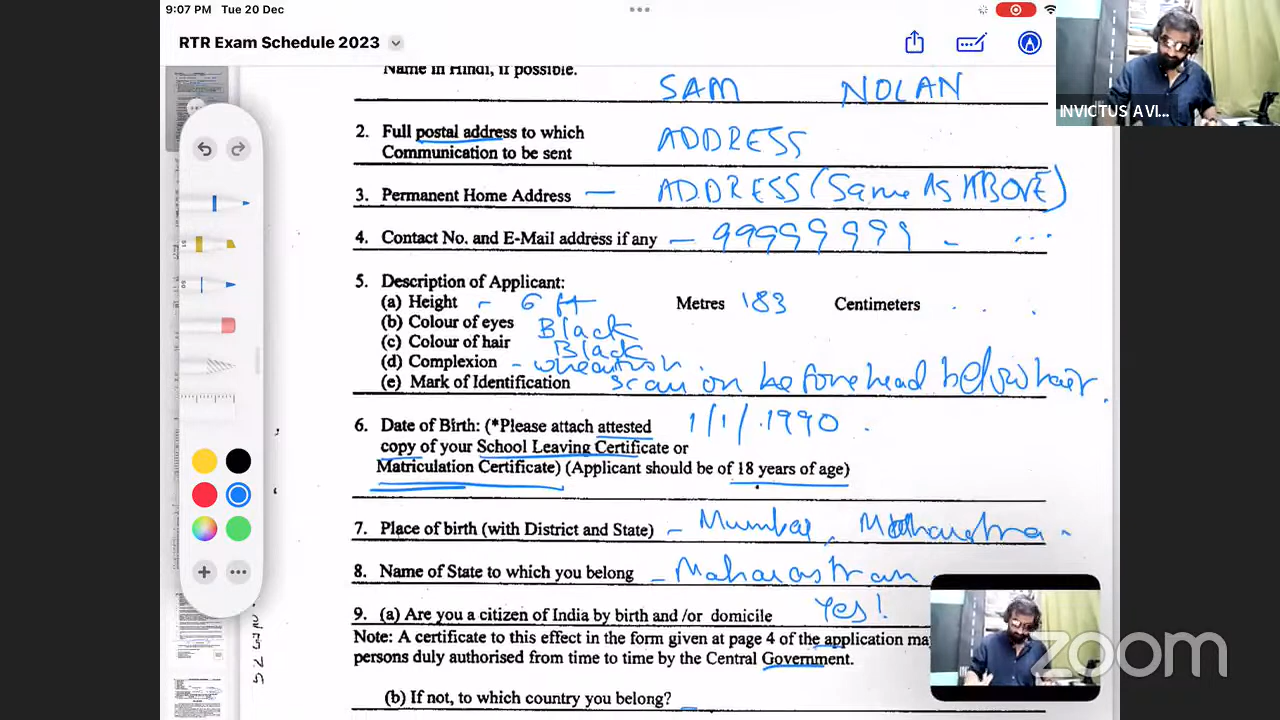 9:07 PM Tue 20 Dec
RTR Exam Schedule 2023
Name in Hindi, if possible.
SAM NOLAN
INVICTUS AVI...
2. Full postal address to which ADDRESS
Communication to be sent
3. Permanent Home Address — ADDRESS (Same AS ABOVE)
4. Contact No. and E-Mail address if any — 99999999 - ...
5. Description of Applicant:
(a) Height - 6 ft Metres 183 Centimeters
(b) Colour of eyes Black
(c) Colour of hair Black
(d) Complexion -
(e) Mark of Identification on below hair.
6. Date of Birth: (*Please attach attested 1/1/1990
copy of your School Leaving Certificate or
Matriculation Certificate) (Applicant should be of 18 years of age)
7. Place of birth (with District and State) - Mumbai,
8. Name of State to which you belong -
9. (a) Are you a citizen of India by birth and /or domicile Yes!
Note: A certificate to this effect in the form given at page 4 of the application ma
persons duly authorised from time to time by the Central Government.
(b) If not, to which country you belong? -
zoom